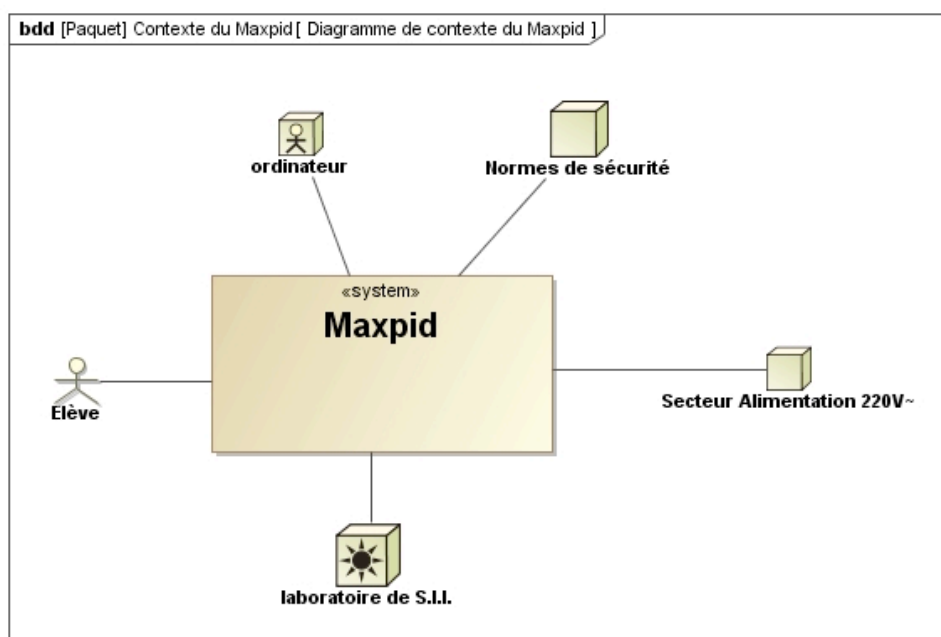 bdd [Paquet] Contexte du Maxpid [ Diagramme de contexte du Maxpid ]
ordinateur
Normes de sécurité
«system»
Maxpid
Elève
Secteur Alimentation 220V~
laboratoire de S.I.I.